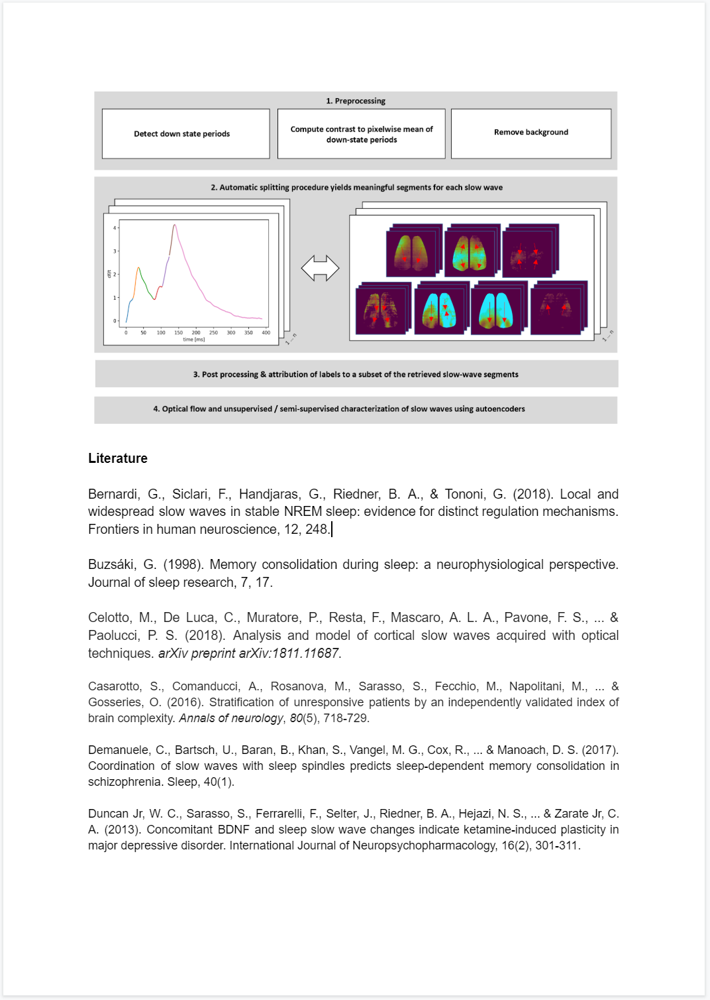 1. Preprocessing
Detect down state periods
Compute contrast to pixelwise mean of
down-state periods
Remove background
2. Automatic splitting procedure yields meaningful segments for each slow wave
4
3
2
1
0
df/t
0 50 100 150 200 250 300 350 400
time [ms]
1 ... n
1 ... n
3. Post processing & attribution of labels to a subset of the retrieved slow-wave segments
4. Optical flow and unsupervised / semi-supervised characterization of slow waves using autoencoders
Literature
Bernardi, G., Siclari, F., Handjaras, G., Riedner, B. A., & Tononi, G. (2018). Local and
widespread slow waves in stable NREM sleep: evidence for distinct regulation mechanisms.
Frontiers in human neuroscience, 12, 248.
Buzsáki, G. (1998). Memory consolidation during sleep: a neurophysiological perspective.
Journal of sleep research, 7, 17.
Celotto, M., De Luca, C., Muratore, P., Resta, F., Mascaro, A. L. A., Pavone, F. S., ... &
Paolucci, P. S. (2018). Analysis and model of cortical slow waves acquired with optical
techniques. arXiv preprint arXiv:1811.11687.
Casarotto, S., Comanducci, A., Rosanova, M., Sarasso, S., Fecchio, M., Napolitani, M., ... &
Gosseries, O. (2016). Stratification of unresponsive patients by an independently validated index of
brain complexity. Annals of neurology, 80(5), 718-729.
Demanuele, C., Bartsch, U., Baran, B., Khan, S., Vangel, M. G., Cox, R., ... & Manoach, D. S. (2017).
Coordination of slow waves with sleep spindles predicts sleep-dependent memory consolidation in
schizophrenia. Sleep, 40(1).
Duncan Jr, W. C., Sarasso, S., Ferrarelli, F., Selter, J., Riedner, B. A., Hejazi, N. S., ... & Zarate Jr, C.
A. (2013). Concomitant BDNF and sleep slow wave changes indicate ketamine-induced plasticity in
major depressive disorder. International Journal of Neuropsychopharmacology, 16(2), 301-311.